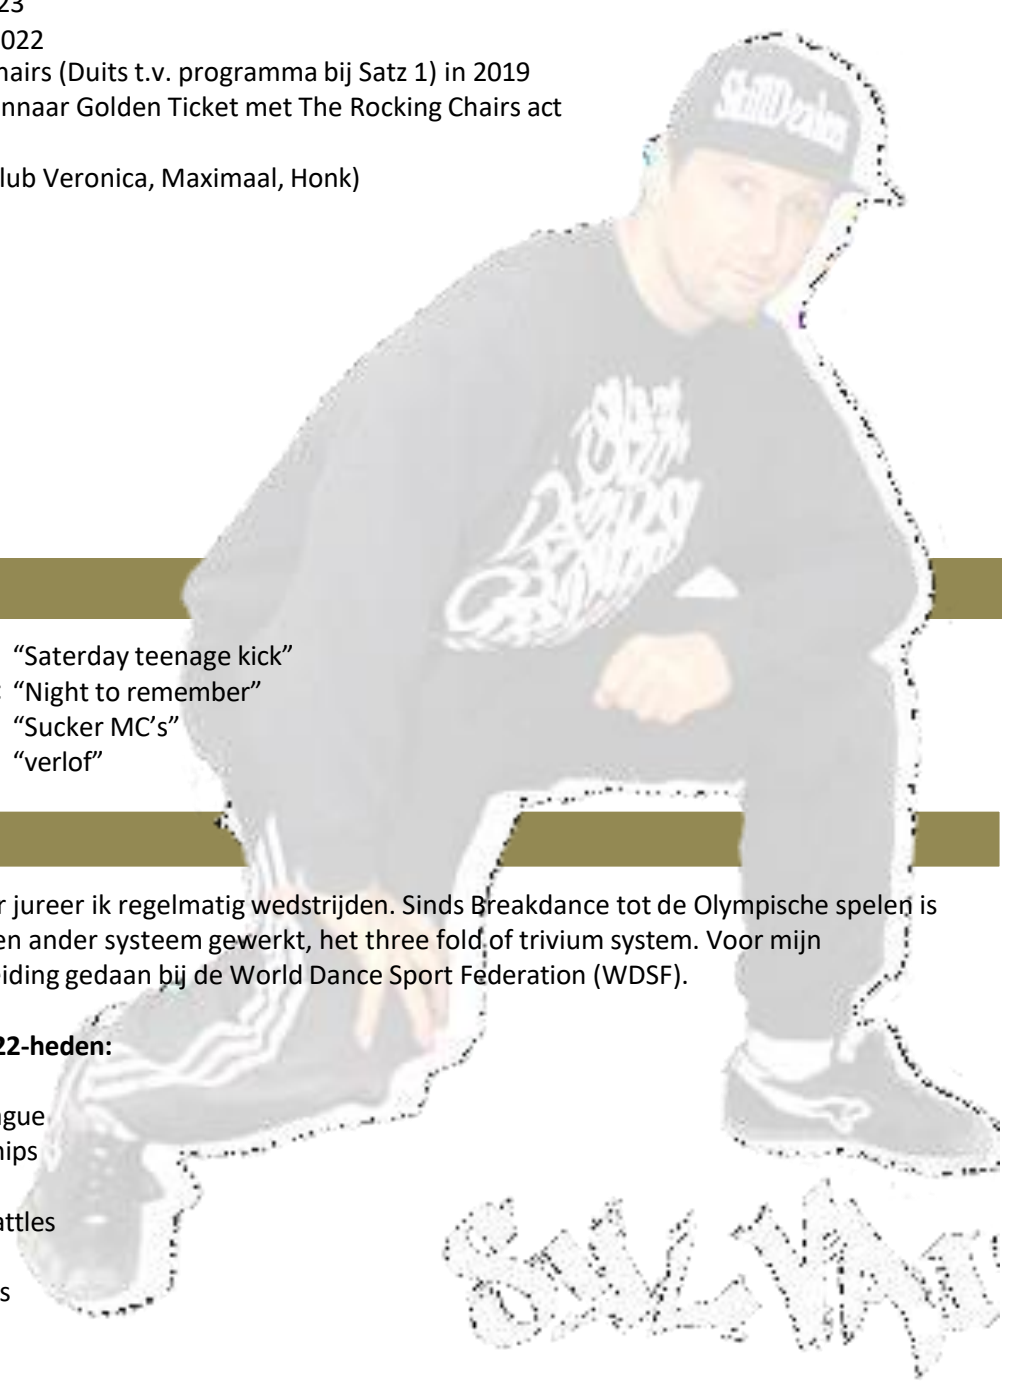 23
022
hairs (Duits t.v. programma bij Satz 1) in 2019
nnaar Golden Ticket met The Rocking Chairs act
lub Veronica, Maximaal, Honk)
SkillDealer
“Saterday teenage kick”
: “Night to remember”
“Sucker MC’s”
“verlof”
r jureer ik regelmatig wedstrijden. Sinds Breakdance tot de Olympische spelen is
en ander systeem gewerkt, het three fold of trivium system. Voor mijn
eiding gedaan bij de World Dance Sport Federation (WDSF).
22-heden:
ague
hips
attles
s